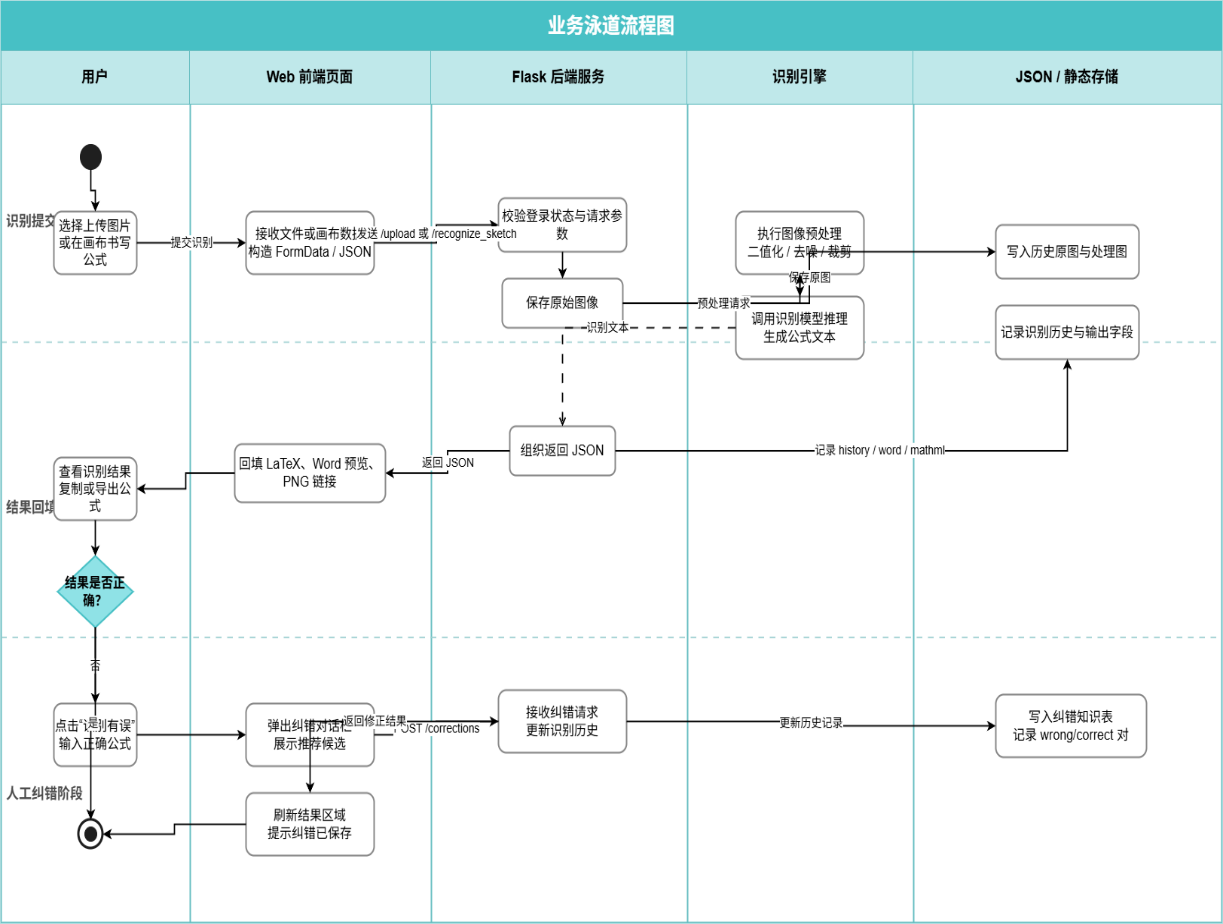 业务泳道流程图
用户
Web 前端页面
Flask 后端服务
识别引擎
JSON / 静态存储
识别提交
选择上传图片
或在画布书写
公式
提交识别
接收文件或画布数
构造 FormData / JSON
发送 /upload 或 /recognize_sketch
校验登录状态与请求参
数
保存原始图像
预处理请求
执行图像预处理
二值化 / 去噪 / 裁剪
保存原图
调用识别模型推理
生成公式文本
识别文本
写入历史原图与处理图
记录识别历史与输出字段
组织返回 JSON
记录 history / word / mathml
返回 JSON
回填 LaTeX、Word 预览、
PNG 链接
结果回填
查看识别结果
复制或导出公
式
结果是否正
确?
否
点击“识别有误”
输入正确公式
是
弹出纠错对话框
展示推荐候选
返回修正结果
POST /corrections
接收纠错请求
更新识别历史
更新历史记录
写入纠错知识表
记录 wrong/correct 对
人工纠错阶段
刷新结果区域
提示纠错已保存